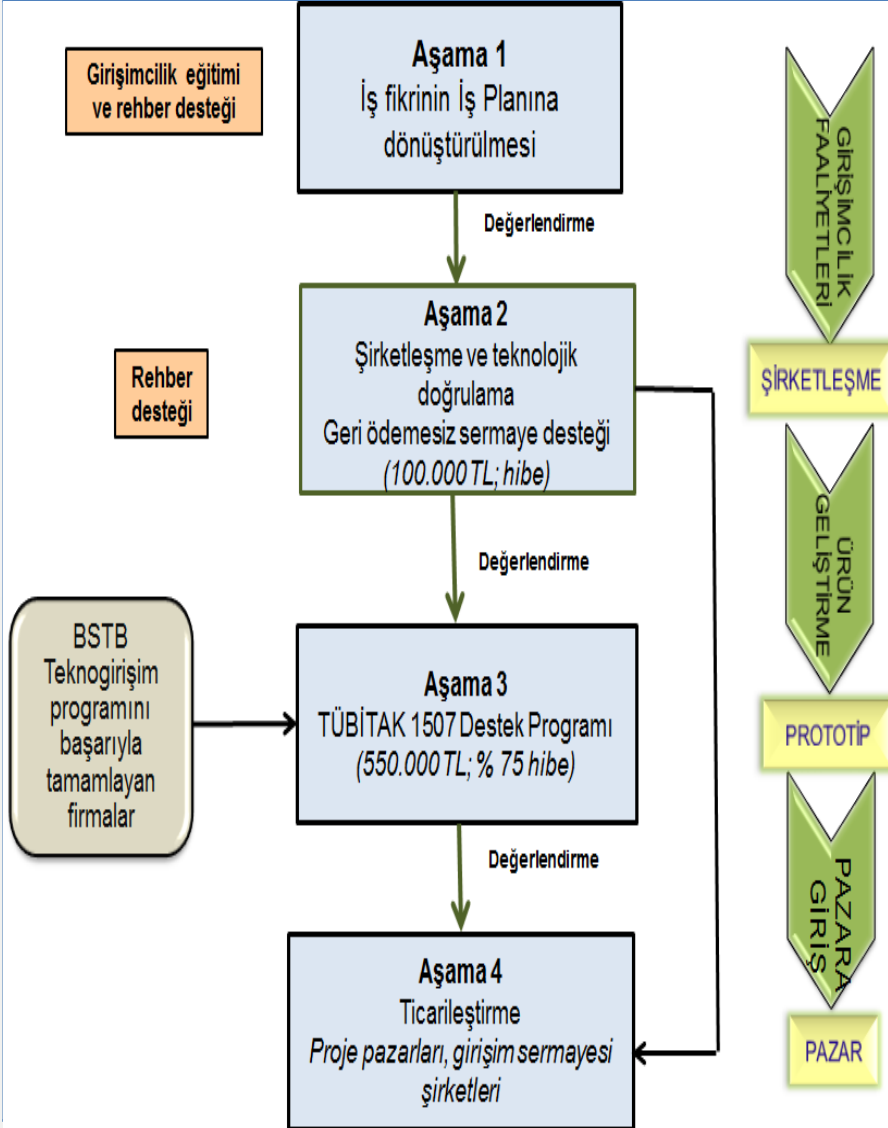 Girişimcilik eğitimi
ve rehber desteği
Aşama 1
İş fikrinin İş Planına
dönüştürülmesi
Değerlendirme
Rehber
desteği
Aşama 2
Şirketleşme ve teknolojik
doğrulama
Geri ödemesiz sermaye desteği
(100.000 TL; hibe)
Değerlendirme
BSTB
Teknogirişim
programını
başarıyla
tamamlayan
firmalar
Aşama 3
TÜBİTAK 1507 Destek Programı
(550.000 TL; % 75 hibe)
Değerlendirme
Aşama 4
Ticarileştirme
Proje pazarları, girişim sermayesi
şirketleri
GİRİŞİMCİLİK
FAALİYETLERİ
ŞİRKETLEŞME
ÜRÜN
GELİŞTİRME
PROTOTİP
PAZARA
GİRİŞ
PAZAR